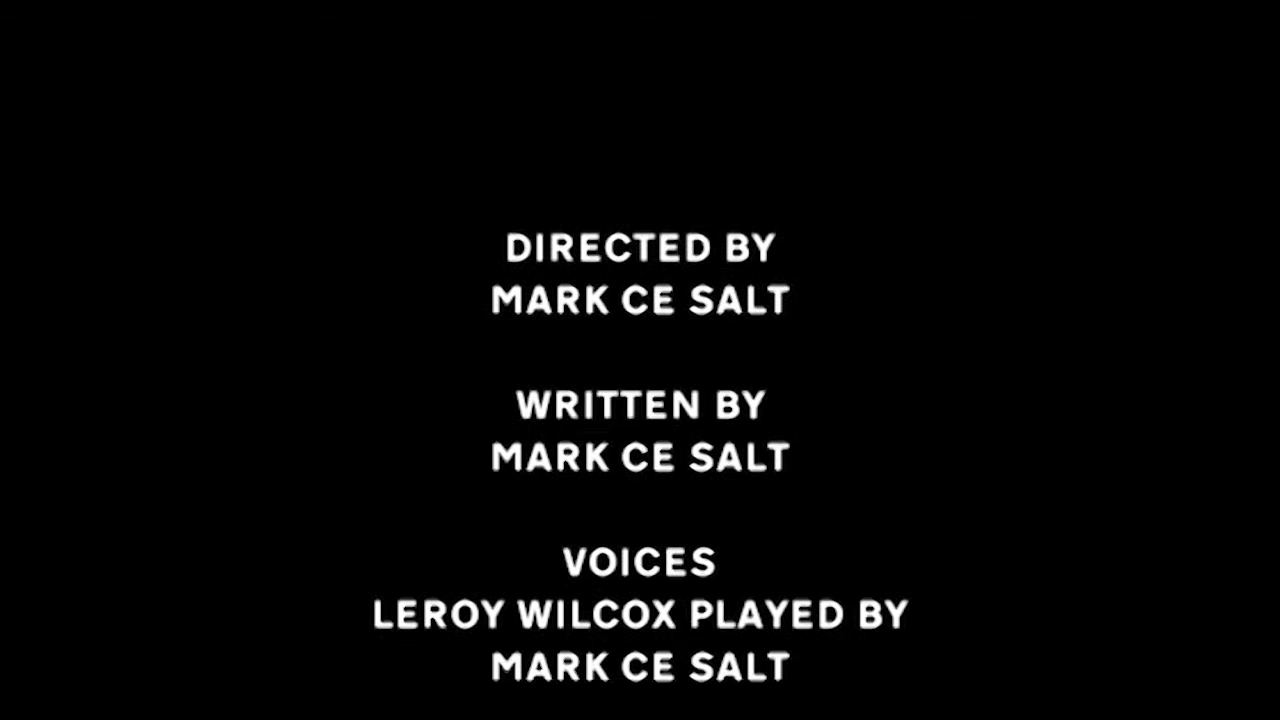 DIRECTED BY
MARK CE SALT
WRITTEN BY
MARK CE SALT
VOICES
LEROY WILCOX PLAYED BY
MARK CE SALT